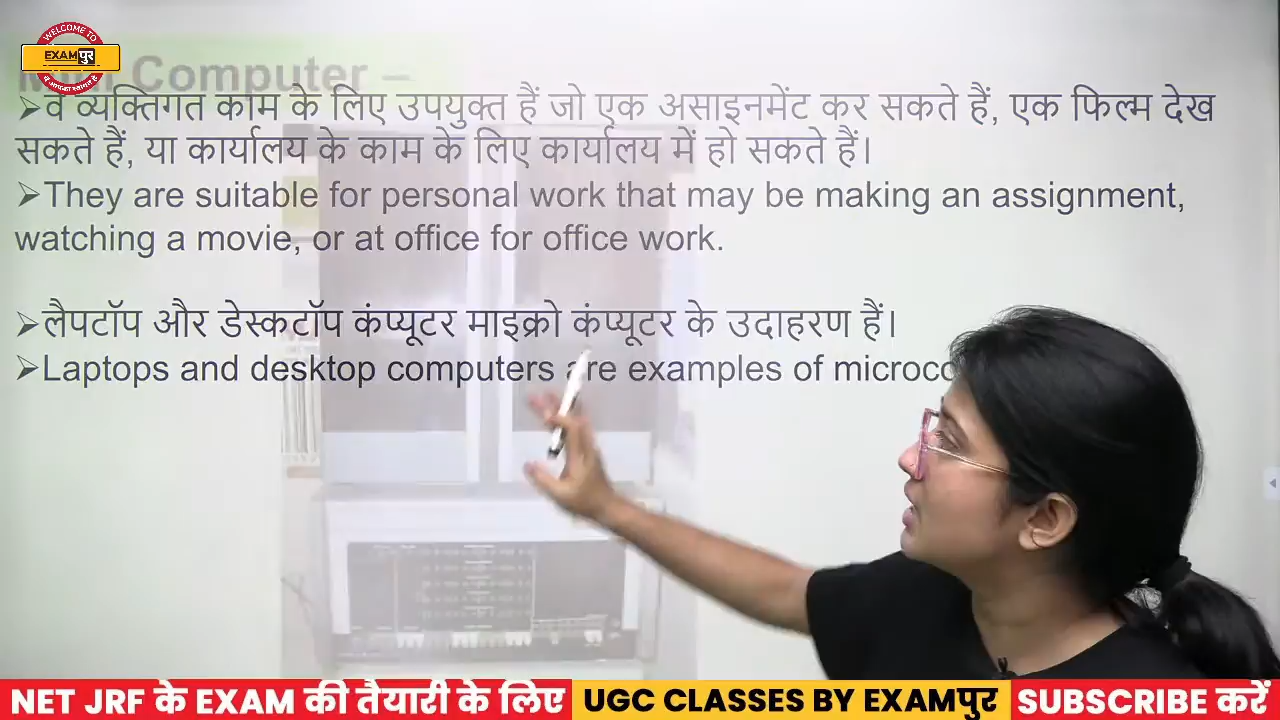 WELCOME TO
EXAMपुर
Mini Computer –
➢वे व्यक्तिगत काम के लिए उपयुक्त हैं जो एक असाइनमेंट कर सकते हैं, एक फिल्म देख
सकते हैं, या कार्यालय के काम के लिए कार्यालय में हो सकते हैं।
➢They are suitable for personal work that may be making an assignment,
watching a movie, or at office for office work.
➢लैपटॉप और डेस्कटॉप कंप्यूटर माइक्रो कंप्यूटर के उदाहरण हैं।
➢Laptops and desktop computers are examples of
NET JRF के EXAM की तैयारी के लिए UGC CLASSES BY EXAMपुर SUBSCRIBE करें